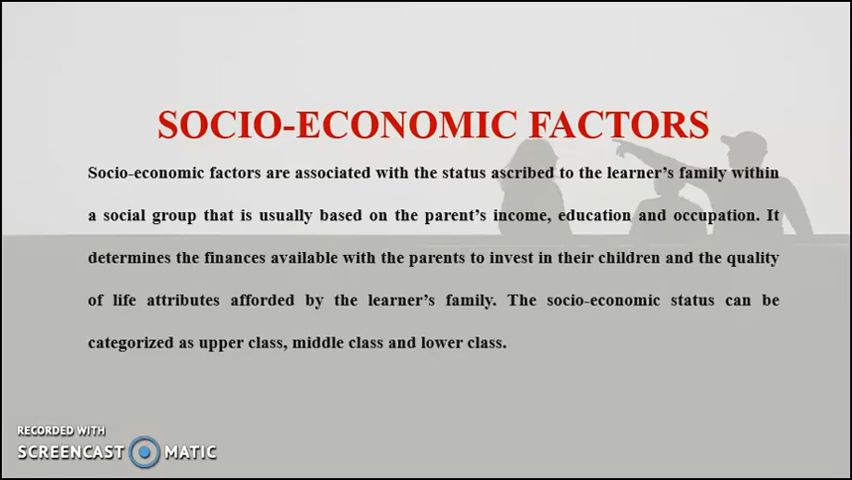 SOCIO-ECONOMIC FACTORS
Socio-economic factors are associated with the status ascribed to the learner's family within
a social group that is usually based on the parent's income, education and occupation. It
determines the finances available with the parents to invest in their children and the quality
of life attributes afforded by the learner's family. The socio-economic status can be
categorized as upper class, middle class and lower class.
RECORDED WITH
SCREENCAST MATIC